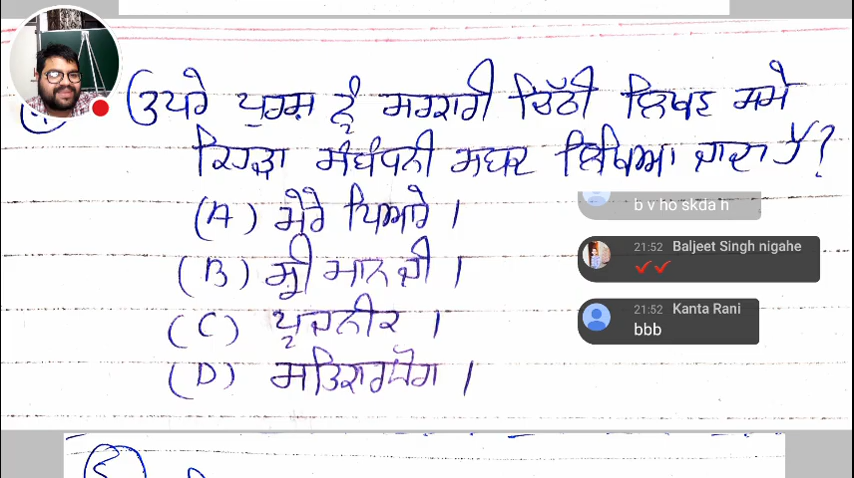 ਓਪਰੇ ਪੁਰਸ਼ ਨੂੰ ਸਰਕਾਰੀ ਚਿੱਠੀ ਲਿਖਣ ਸਮੇ
ਕਿਹੜਾ ਸੰਬੰਧਨੀ ਸ਼ਬਦ ਲਿਖਿਆ ਜਾਂਦਾ ਹੈ?
(A) ਮੇਰੇ ਪਿਆਰੇ ।
(B) ਸ੍ਰੀ ਮਾਨ ਜੀ ।
(C) ਪੂਜਨੀਕ ।
(D) ਸਤਿਕਾਰਯੋਗ ।
b v ho skda h
21:52 Baljeet Singh nigahe
21:52 Kanta Rani
bbb